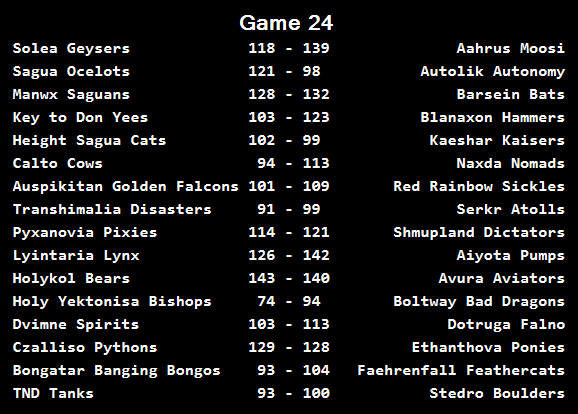 Game 24
Solea Geysers 118 - 139 Aahrus Moosi
Sagua Ocelots 121 - 98 Autolik Autonomy
Manwx Saguans 128 - 132 Barsein Bats
Key to Don Yees 103 - 123 Blanaxon Hammers
Height Sagua Cats 102 - 99 Kaeshar Kaisers
Calto Cows 94 - 113 Naxda Nomads
Auspikitan Golden Falcons 101 - 109 Red Rainbow Sickles
Transhimalia Disasters 91 - 99 Serkr Atolls
Pyxanovia Pixies 114 - 121 Shmupland Dictators
Lyintaria Lynx 126 - 142 Aiyota Pumps
Holykol Bears 143 - 140 Avura Aviators
Holy Yektonisa Bishops 74 - 94 Boltway Bad Dragons
Dvimne Spirits 103 - 113 Dotruga Falno
Czalliso Pythons 129 - 128 Ethanthova Ponies
Bongatar Banging Bongos 93 - 104 Faehrenfall Feathercats
TND Tanks 93 - 100 Stedro Boulders